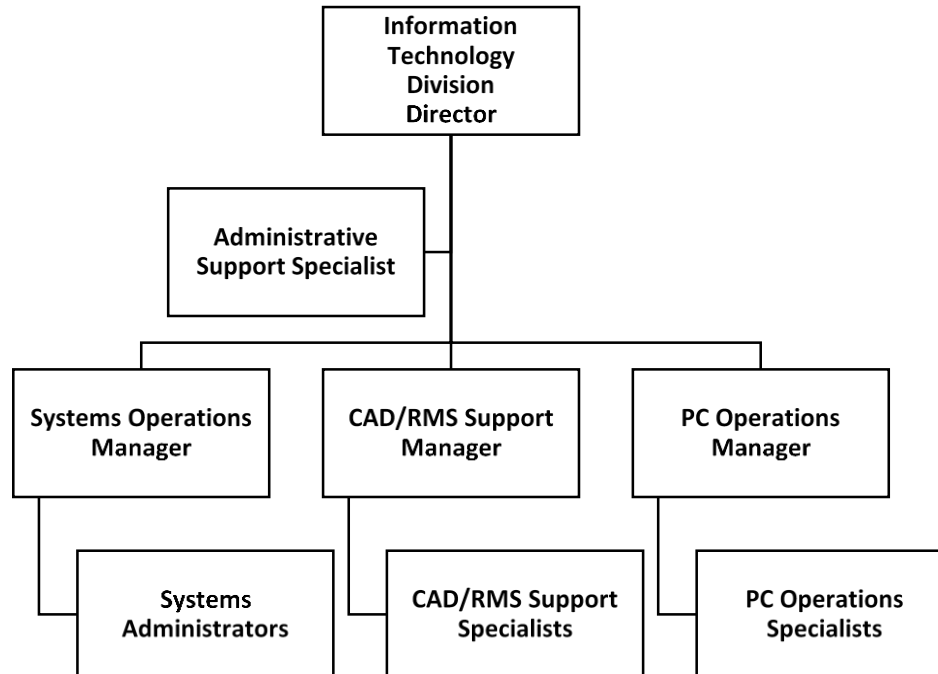 Information
Technology
Division
Director
Administrative
Support Specialist
Systems Operations
Manager
CAD/RMS Support
Manager
PC Operations
Manager
Systems
Administrators
CAD/RMS Support
Specialists
PC Operations
Specialists